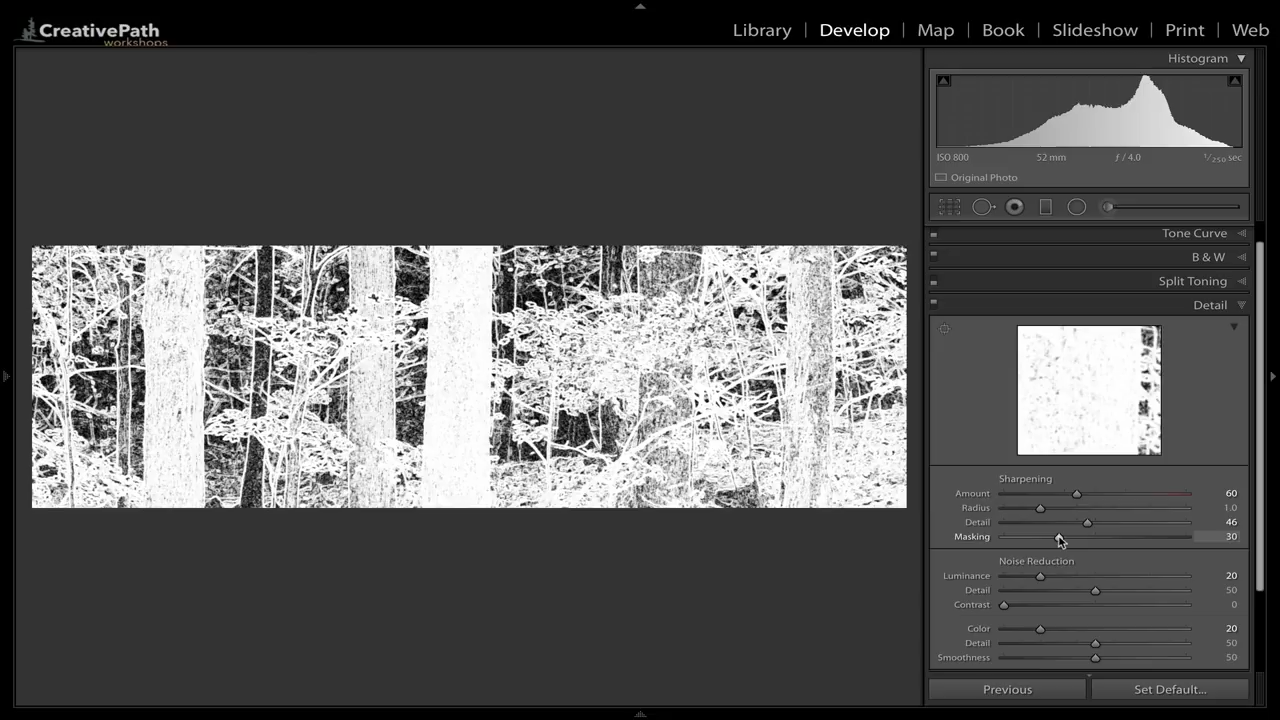 CreativePath
workshops
Library | Develop | Map | Book | Slideshow | Print | Web
Histogram
ISO 800 52 mm ƒ / 4.0 1/250 sec
Original Photo
Tone Curve
B & W
Split Toning
Detail
Sharpening
Amount 60
Radius 1.0
Detail 46
Masking 30
Noise Reduction
Luminance 20
Detail 50
Contrast 0
Color 20
Detail 50
Smoothness 50
Previous Set Default...